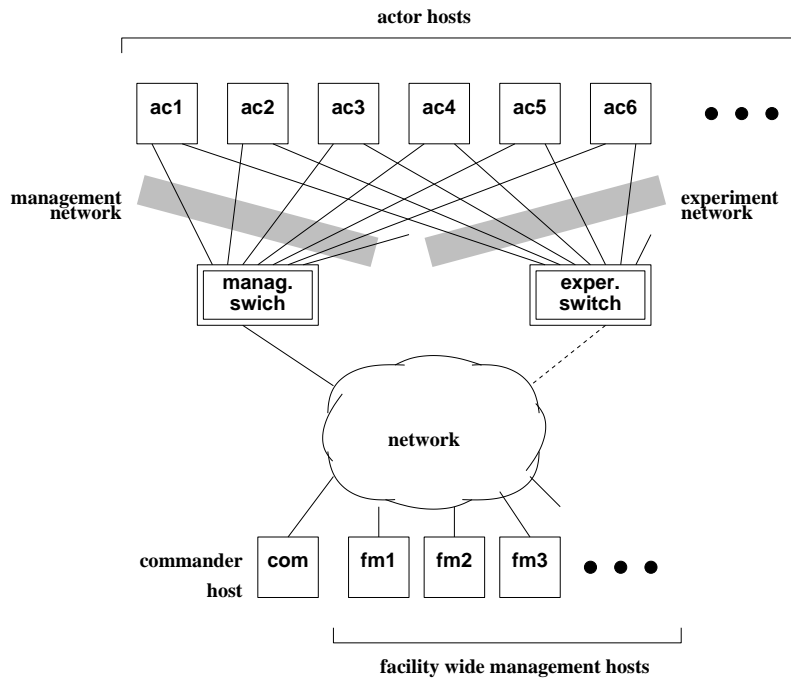 actor hosts
ac1 ac2 ac3 ac4 ac5 ac6
management
network
experiment
network
manag.
swich
exper.
switch
network
commander
host
com fm1 fm2 fm3
facility wide management hosts